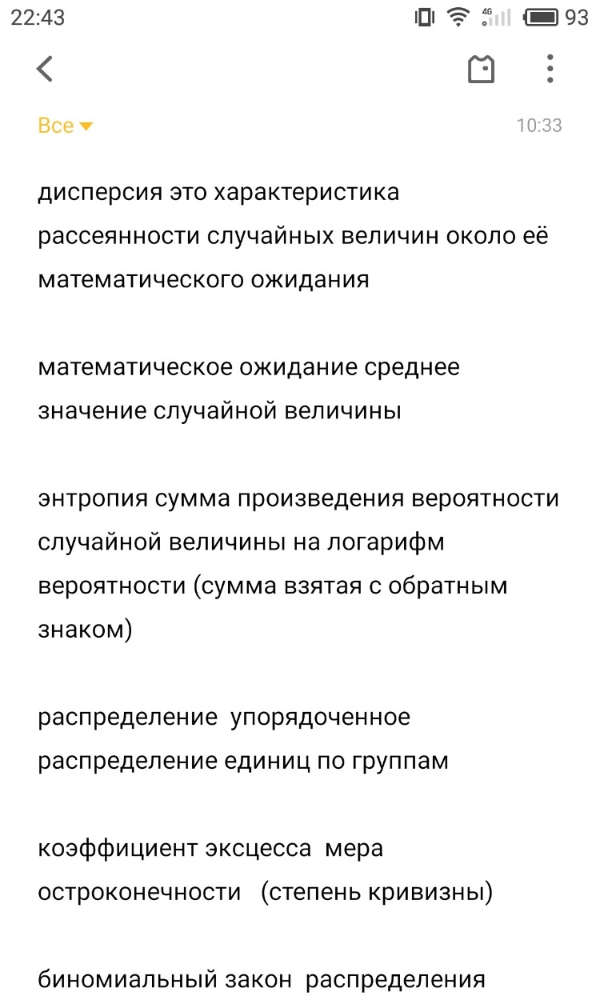 22:43
4G
93
Все
10:33
дисперсия это характеристика
рассеянности случайных величин около её
математического ожидания
математическое ожидание среднее
значение случайной величины
энтропия сумма произведения вероятности
случайной величины на логарифм
вероятности (сумма взятая с обратным
знаком)
распределение  упорядоченное
распределение единиц по группам
коэффициент эксцесса  мера
остроконечности   (степень кривизны)
биномиальный закон  распределения